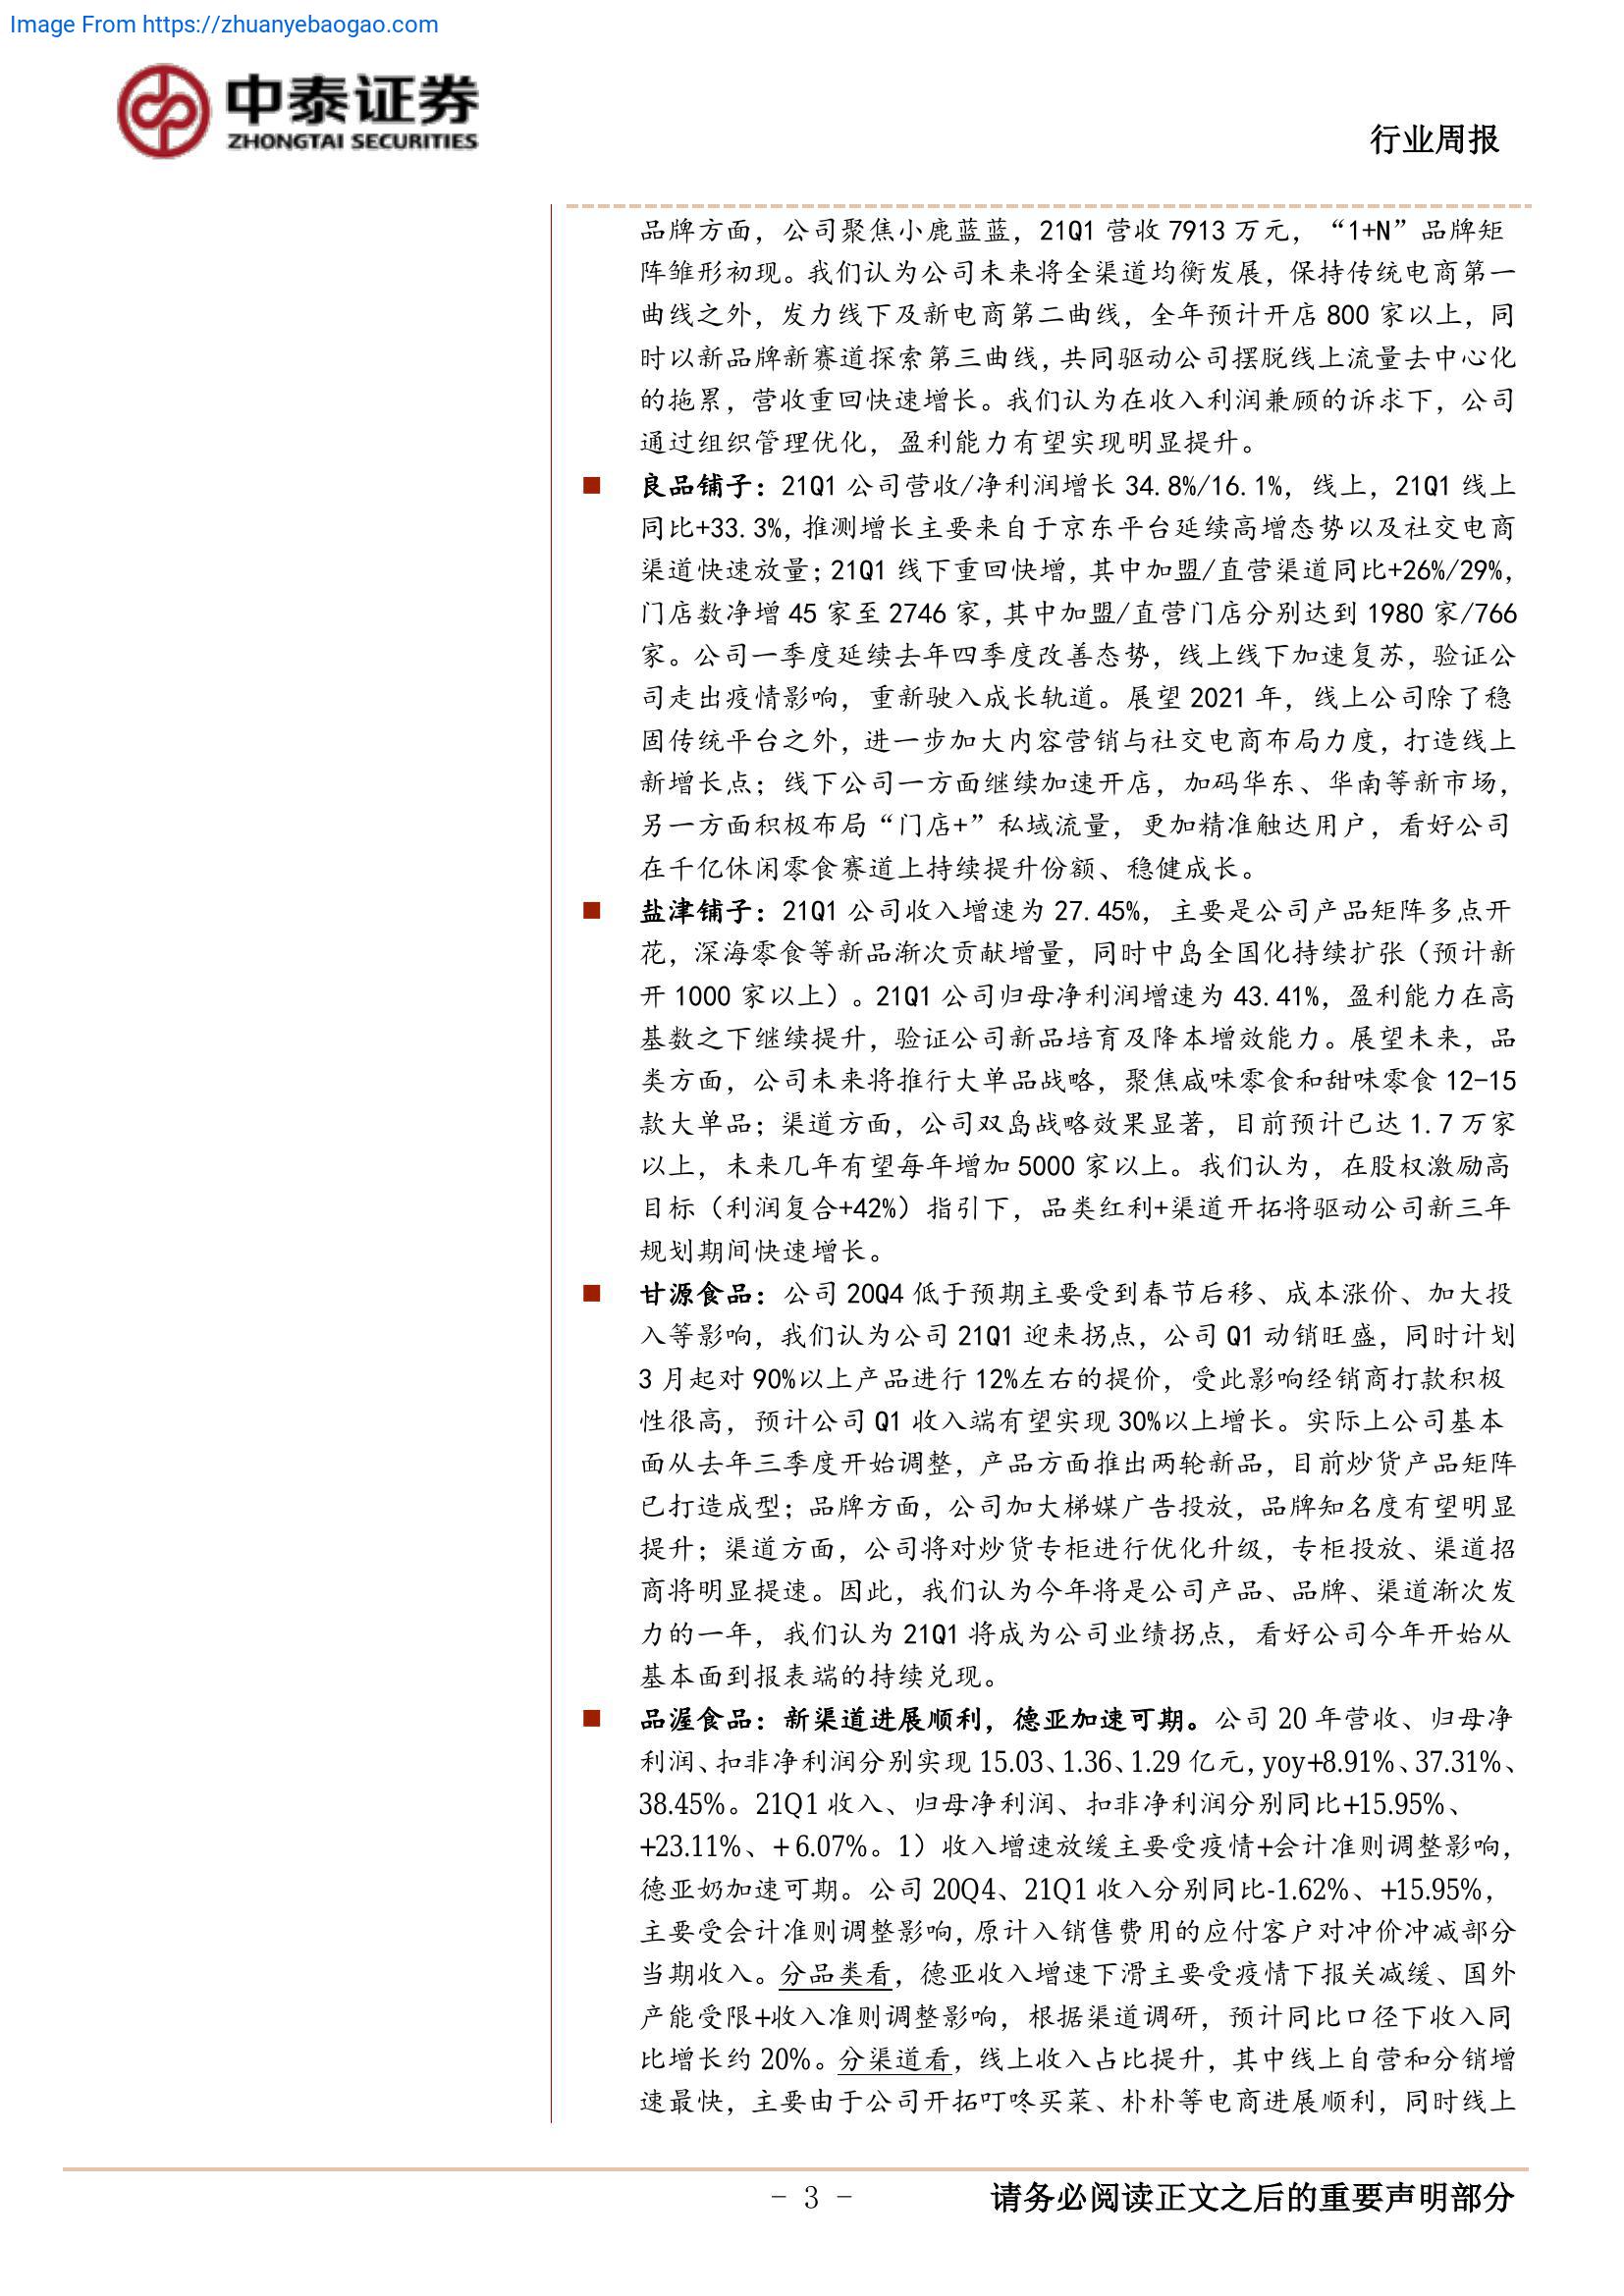 Image From https://zhuanyebaogao.com
中泰证券
ZHONGTAI SECURITIES
行业周报
品牌方面，公司聚焦小鹿蓝蓝，21Q1 营收 7913 万元，“1+N”品牌矩
阵雏形初现。我们认为公司未来将全渠道均衡发展，保持传统电商第一
曲线之外，发力线下及新电商第二曲线，全年预计开店 800 家以上，同
时以新品牌新赛道探索第三曲线，共同驱动公司摆脱线上流量去中心化
的拖累，营收重回快速增长。我们认为在收入利润兼顾的诉求下，公司
通过组织管理优化，盈利能力有望实现明显提升。
■ 良品铺子：21Q1 公司营收/净利润增长 34.8%/16.1%，线上，21Q1 线上
同比+33.3%，推测增长主要来自于京东平台延续高增态势以及社交电商
渠道快速放量；21Q1 线下重回快增，其中加盟/直营渠道同比+26%/29%，
门店数净增 45 家至 2746 家，其中加盟/直营门店分别达到 1980 家/766
家。公司一季度延续去年四季度改善态势，线上线下加速复苏，验证公
司走出疫情影响，重新驶入成长轨道。展望 2021 年，线上公司除了稳
固传统平台之外，进一步加大内容营销与社交电商布局力度，打造线上
新增长点；线下公司一方面继续加速开店，加码华东、华南等新市场，
另一方面积极布局“门店+”私域流量，更加精准触达用户，看好公司
在千亿休闲零食赛道上持续提升份额、稳健成长。
■ 盐津铺子：21Q1 公司收入增速为 27.45%，主要是公司产品矩阵多点开
花，深海零食等新品渐次贡献增量，同时中岛全国化持续扩张（预计新
开 1000 家以上）。21Q1 公司归母净利润增速为 43.41%，盈利能力在高
基数之下继续提升，验证公司新品培育及降本增效能力。展望未来，品
类方面，公司未来将推行大单品战略，聚焦咸味零食和甜味零食 12-15
款大单品；渠道方面，公司双岛战略效果显著，目前预计已达 1.7 万家
以上，未来几年有望每年增加 5000 家以上。我们认为，在股权激励高
目标（利润复合+42%）指引下，品类红利+渠道开拓将驱动公司新三年
规划期间快速增长。
■ 甘源食品：公司 20Q4 低于预期主要受到春节后移、成本涨价、加大投
入等影响，我们认为公司 21Q1 迎来拐点，公司 Q1 动销旺盛，同时计划
3 月起对 90%以上产品进行 12%左右的提价，受此影响经销商打款积极
性很高，预计公司 Q1 收入端有望实现 30%以上增长。实际上公司基本
面从去年三季度开始调整，产品方面推出两轮新品，目前炒货产品矩阵
已打造成型；品牌方面，公司加大梯媒广告投放，品牌知名度有望明显
提升；渠道方面，公司将对炒货专柜进行优化升级，专柜投放、渠道招
商将明显提速。因此，我们认为今年将是公司产品、品牌、渠道渐次发
力的一年，我们认为 21Q1 将成为公司业绩拐点，看好公司今年开始从
基本面到报表端的持续兑现。
■ 品渥食品：新渠道进展顺利，德亚加速可期。公司 20 年营收、归母净
利润、扣非净利润分别实现 15.03、1.36、1.29 亿元，yoy+8.91%、37.31%、
38.45%。21Q1 收入、归母净利润、扣非净利润分别同比+15.95%、
+23.11%、+ 6.07%。1）收入增速放缓主要受疫情+会计准则调整影响，
德亚奶加速可期。公司 20Q4、21Q1 收入分别同比-1.62%、+15.95%，
主要受会计准则调整影响，原计入销售费用的应付客户对冲价冲减部分
当期收入。分品类看，德亚收入增速下滑主要受疫情下报关减缓、国外
产能受限+收入准则调整影响，根据渠道调研，预计同比口径下收入同
比增长约 20%。分渠道看，线上收入占比提升，其中线上自营和分销增
速最快，主要由于公司开拓叮咚买菜、朴朴等电商进展顺利，同时线上
- 3 -
请务必阅读正文之后的重要声明部分